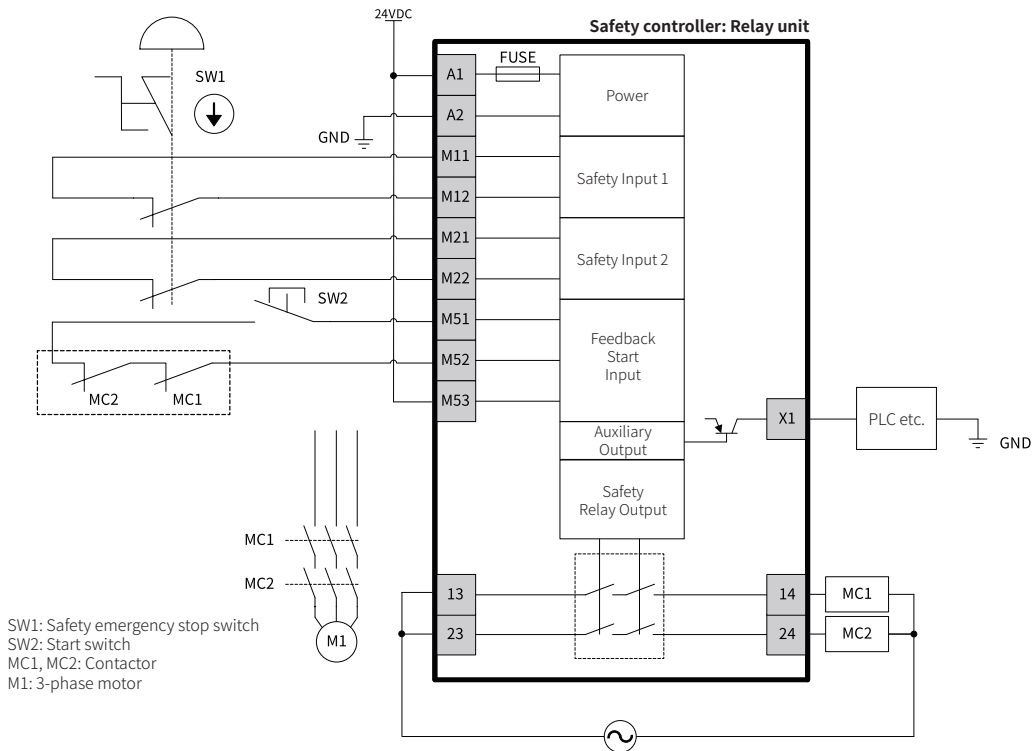 24VDC
Safety controller: Relay unit
SW1
A1
FUSE
Power
A2
GND
M11
Safety Input 1
M12
M21
Safety Input 2
M22
SW2
M51
Feedback
Start
Input
M52
MC2
MC1
M53
X1
PLC etc.
GND
Auxiliary
Output
Safety
Relay Output
MC1
MC2
M1
13
14
MC1
23
24
MC2
SW1: Safety emergency stop switch
SW2: Start switch
MC1, MC2: Contactor
M1: 3-phase motor